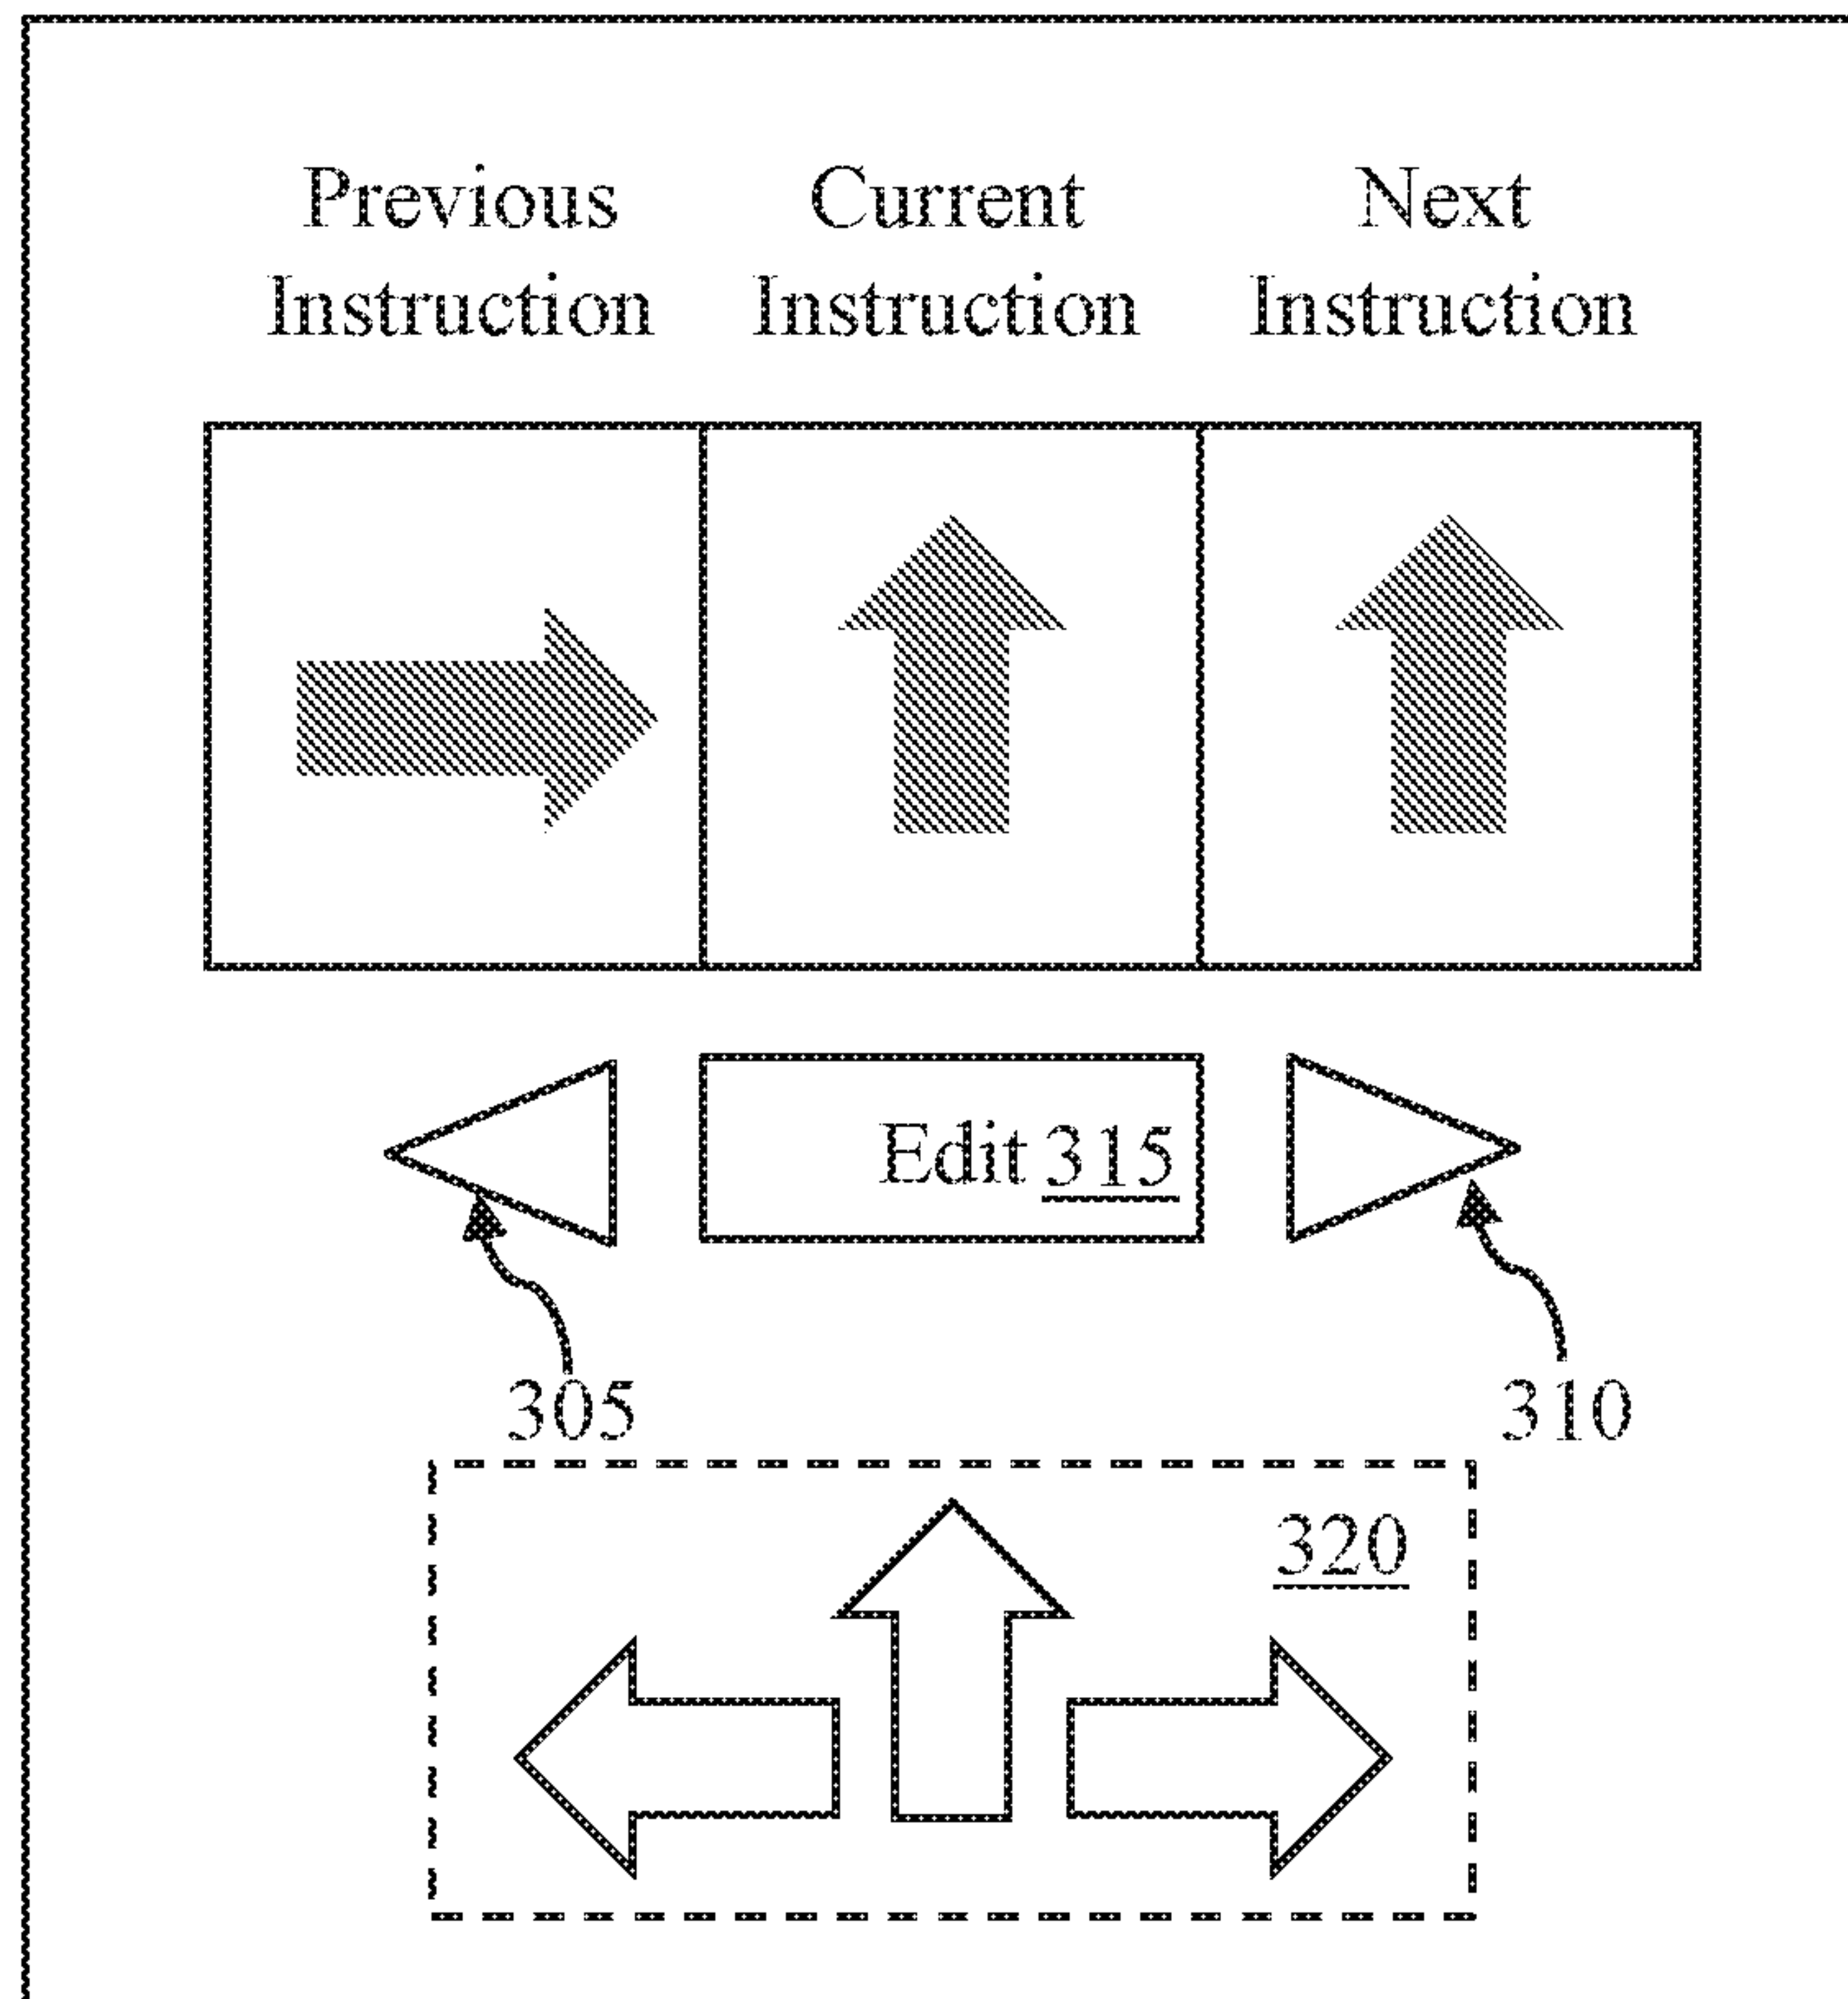 Previous Current Next
Instruction Instruction Instruction
Edit 315
305 310
320